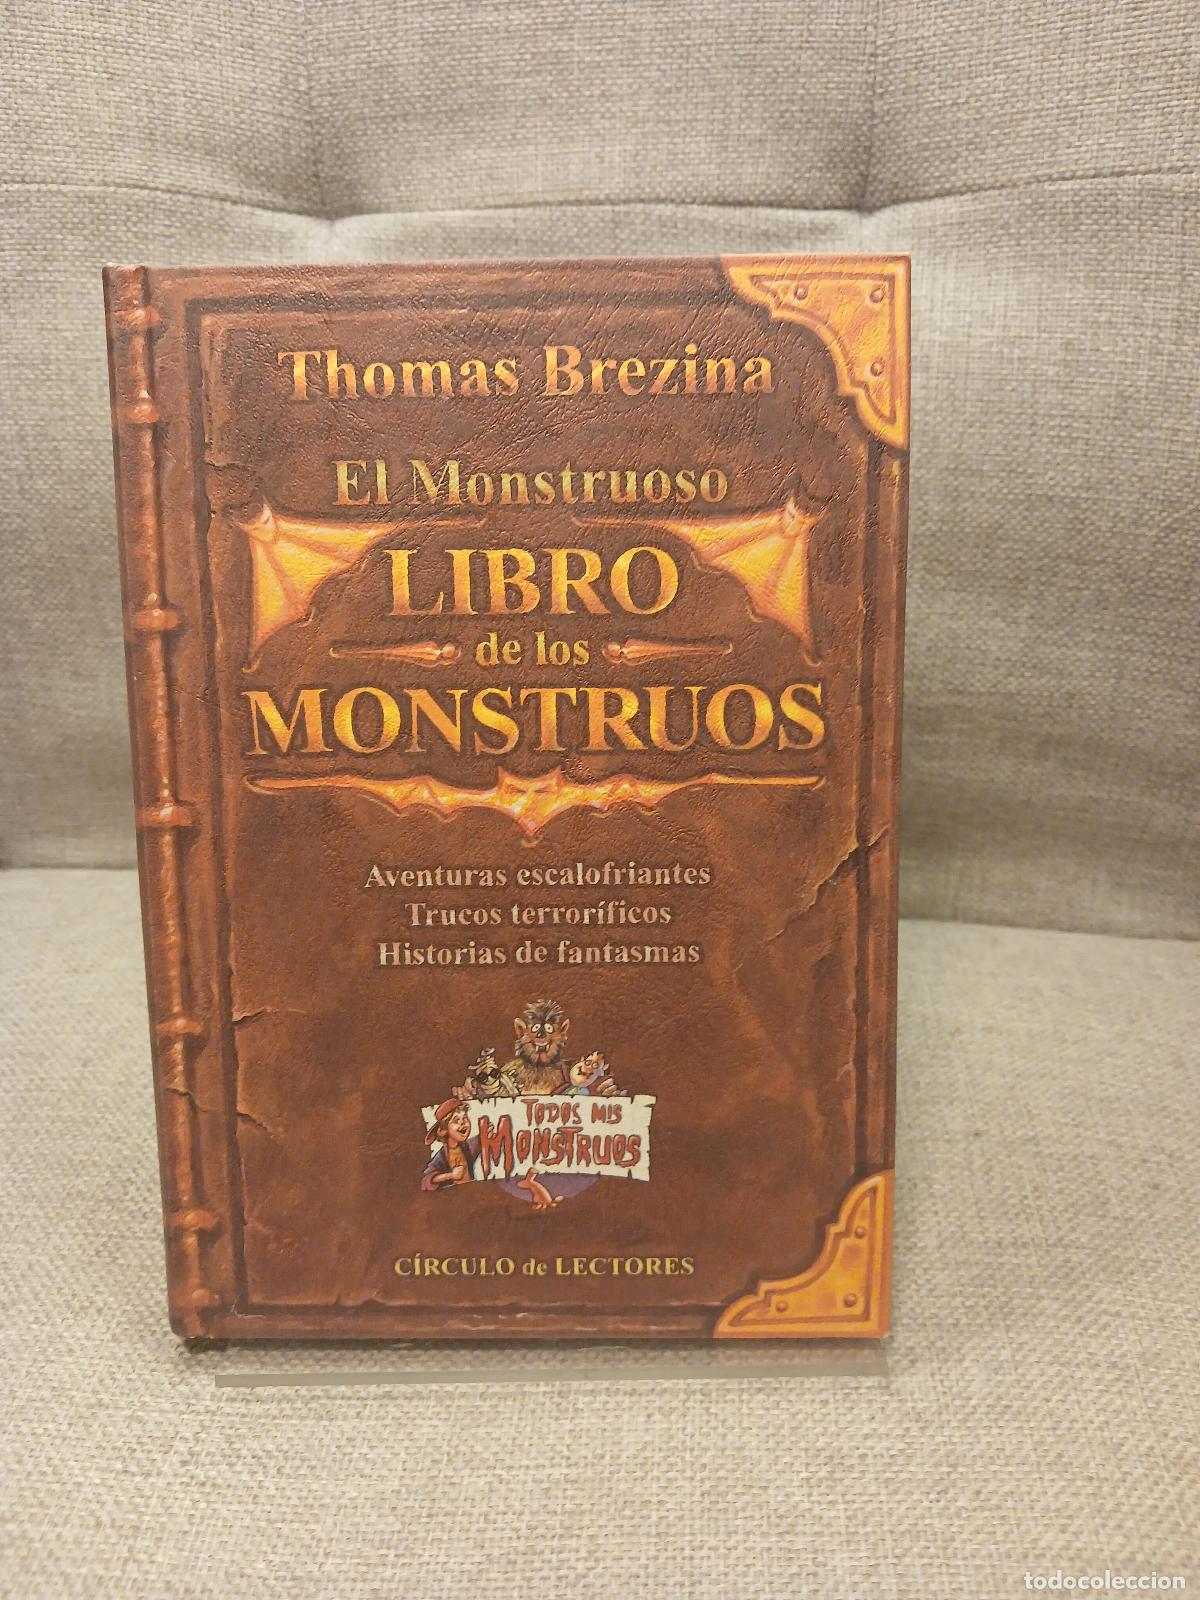 Thomas Brezina
El Monstruoso
LIBRO
de los
MONSTRUOS
Aventuras escalofriantes
Trucos terroríficos
Historias de fantasmas
TODOS MIS
MONSTRUOS
CÍRCULO de LECTORES
todocoleccion